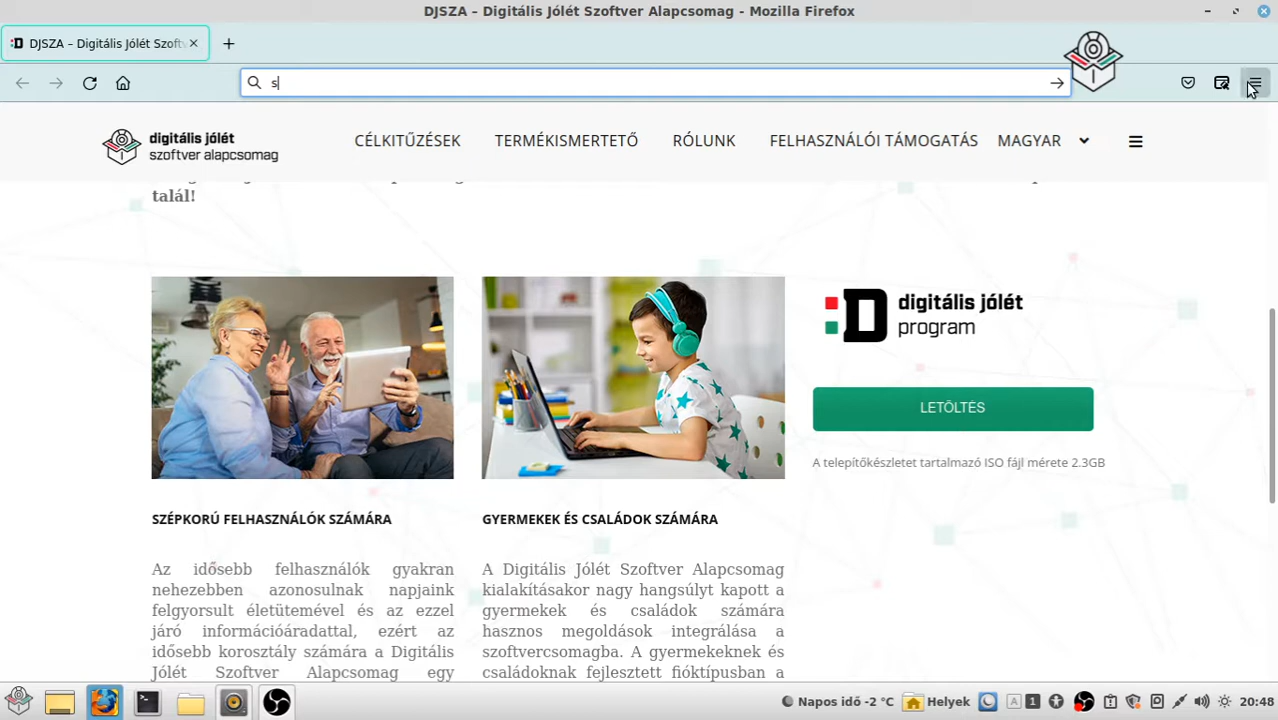 DJSZA – Digitális Jólét Szoftver Alapcsomag - Mozilla Firefox
DJSZA – Digitális Jólét Szoftv
s
digitális jólét
szoftver alapcsomag
CÉLKITŰZÉSEK
TERMÉKISMERTETŐ
RÓLUNK
FELHASZNÁLÓI TÁMOGATÁS
MAGYAR
talál!
digitális jólét
program
LETÖLTÉS
A telepítőkészletet tartalmazó ISO fájl mérete 2.3GB
SZÉPKORÚ FELHASZNÁLÓK SZÁMÁRA
Az idősebb felhasználók gyakran
nehezebben azonosulnak napjaink
felgyorsult életütemével és az ezzel
járó információáradattal, ezért az
idősebb korosztály számára a Digitális
Jólét Szoftver Alapcsomag egy
GYERMEKEK ÉS CSALÁDOK SZÁMÁRA
A Digitális Jólét Szoftver Alapcsomag
kialakításakor nagy hangsúlyt kapott a
gyermekek és családok számára
hasznos megoldások integrálása a
szoftvercsomagba. A gyermekeknek és
családoknak fejlesztett fióktípusban a
Napos idő -2 °C
Helyek
A
1
20:48